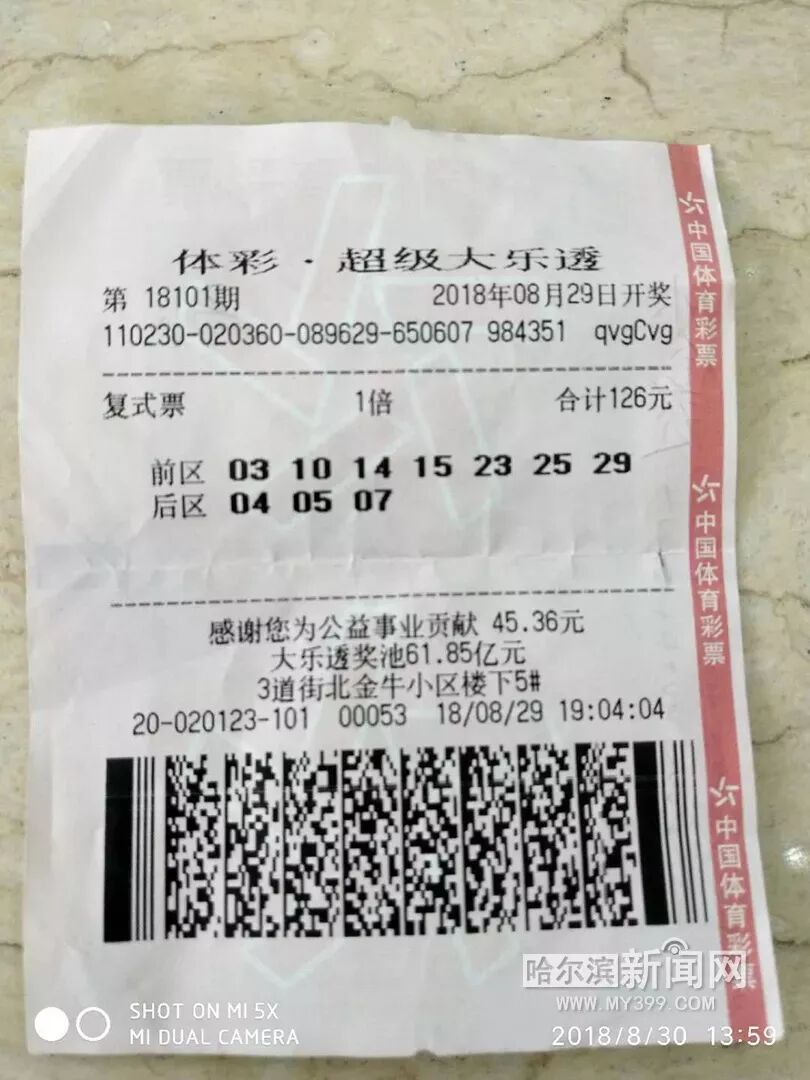 体彩·超级大乐透
第 18101期 2018年08月29日开奖
110230-020360-089629-650607 984351 qvgCvg
复式票 1倍 合计126元
前区 03 10 14 15 23 25 29
后区 04 05 07
感谢您为公益事业贡献 45.36元
大乐透奖池61.85亿元
3道街北金牛小区楼下5#
20-020123-101 00053 18/08/29 19:04:04
中国体育彩票
中国体育彩票
中国体育彩
哈尔滨新闻网
WWW.MY399.COM
SHOT ON MI 5X
MI DUAL CAMERA
2018/8/30 13:59